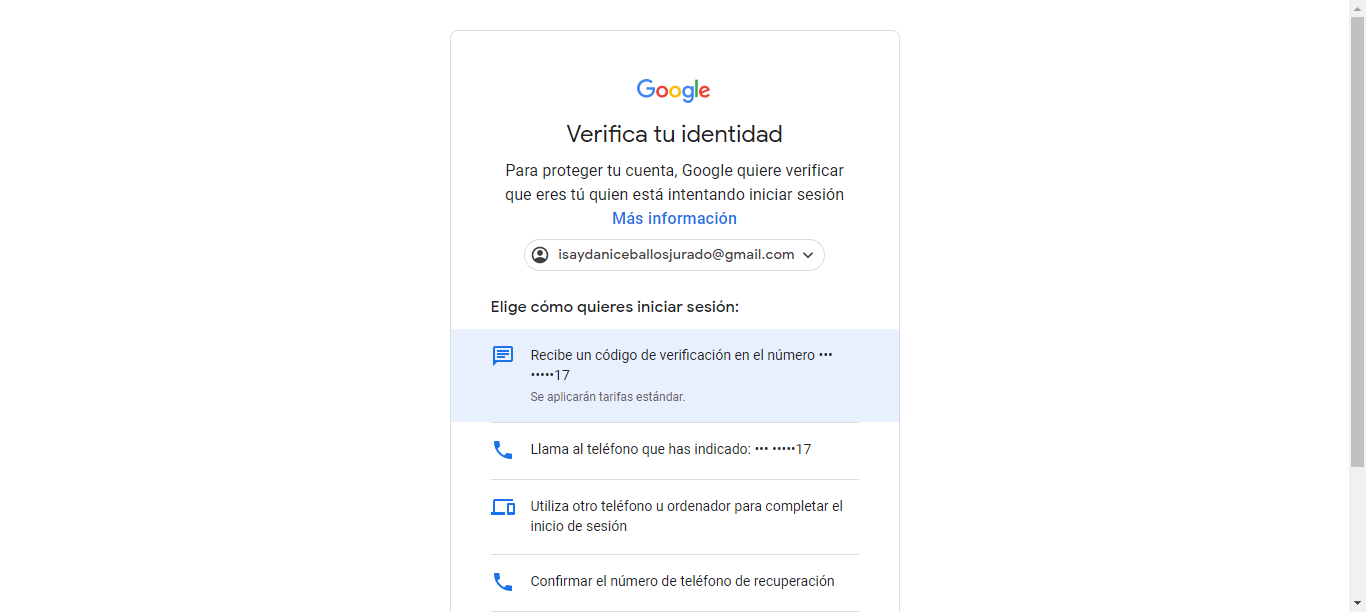 Google
Verifica tu identidad
Para proteger tu cuenta, Google quiere verificar
que eres tú quien está intentando iniciar sesión
Más información
isaydaniceballosjurado@gmail.com
Elige cómo quieres iniciar sesión:
Recibe un código de verificación en el número •••
•••••17
Se aplicarán tarifas estándar.
Llama al teléfono que has indicado: ••• •••••17
Utiliza otro teléfono u ordenador para completar el
inicio de sesión
Confirmar el número de teléfono de recuperación